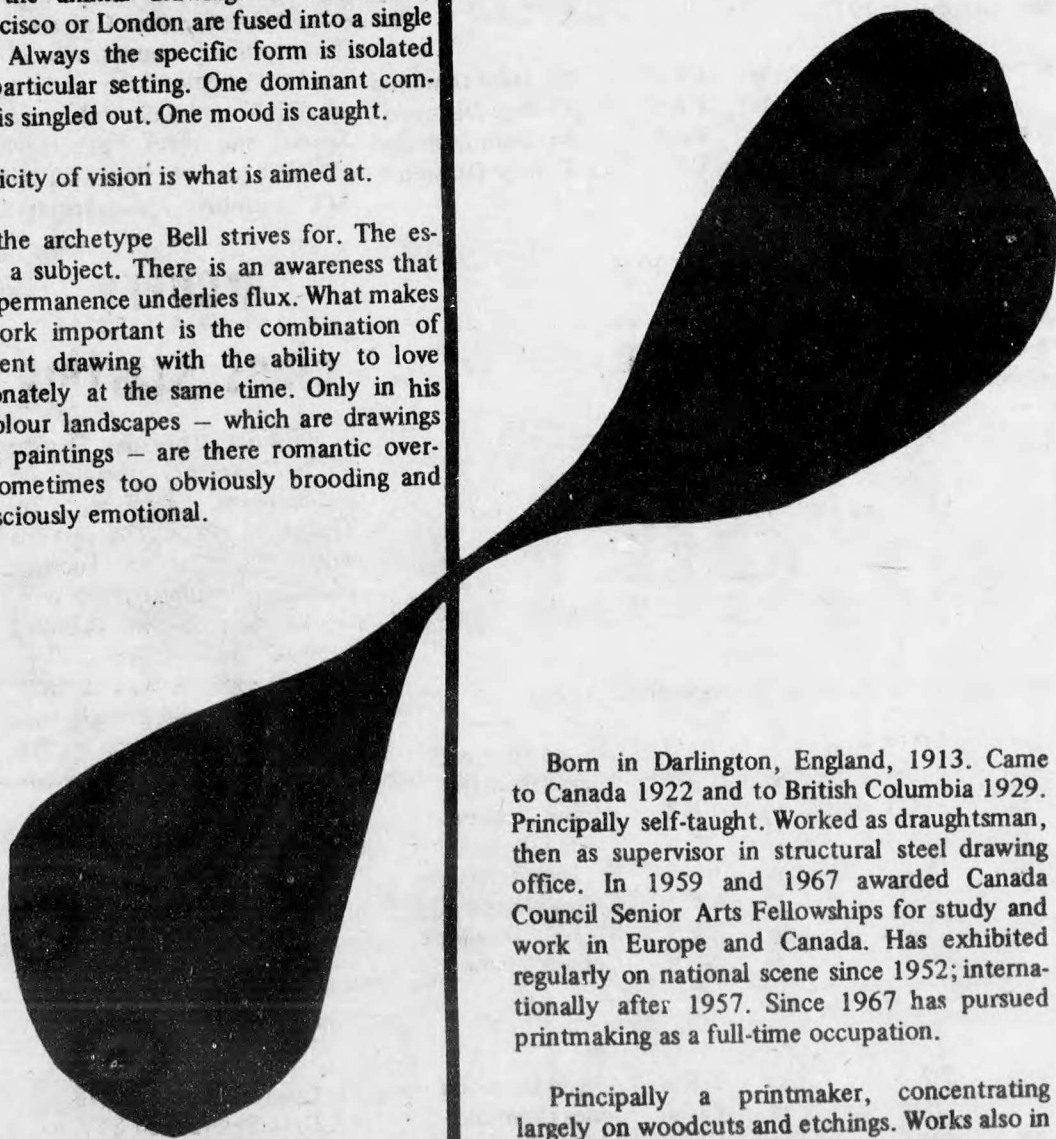 cisco or London are fused into a single
Always the specific form is isolated
particular setting. One dominant com-
is singled out. One mood is caught.
icity of vision is what is aimed at.
the archetype Bell strives for. The es-
a subject. There is an awareness that
permanence underlies flux. What makes
ork important is the combination of
ent drawing with the ability to love
onately at the same time. Only in his
olour landscapes – which are drawings
paintings – are there romantic over-
ometimes too obviously brooding and
sciously emotional.
Born in Darlington, England, 1913. Came
to Canada 1922 and to British Columbia 1929.
Principally self-taught. Worked as draughtsman,
then as supervisor in structural steel drawing
office. In 1959 and 1967 awarded Canada
Council Senior Arts Fellowships for study and
work in Europe and Canada. Has exhibited
regularly on national scene since 1952; interna-
tionally after 1957. Since 1967 has pursued
printmaking as a full-time occupation.
Principally a printmaker, concentrating
largely on woodcuts and etchings. Works also in